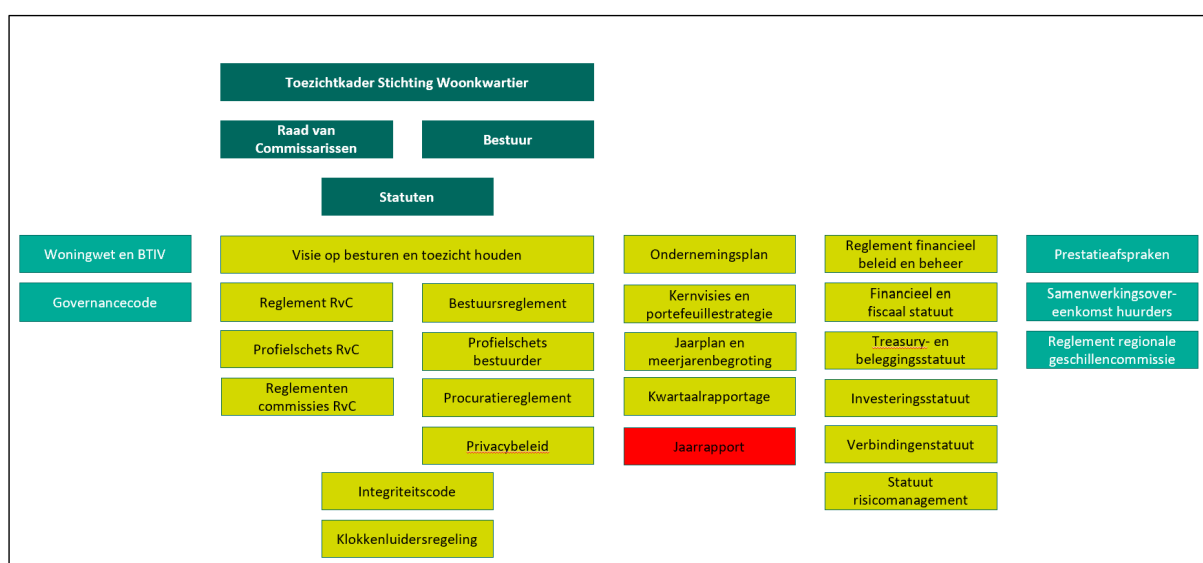 Toezichtkader Stichting Woonkwartier
Raad van
Commissarissen
Bestuur
Statuten
Woningwet en BTIV
Governancecode
Visie op besturen en toezicht houden
Reglement RvC
Profielschets RvC
Reglementen
commissies RvC
Bestuursreglement
Profielschets
bestuurder
Procuratiereglement
Privacybeleid
Integriteitscode
Klokkenluidersregeling
Ondernemingsplan
Kernvisies en
portefeuillestrategie
Jaarplan en
meerjarenbegroting
Kwartaalrapportage
Jaarrapport
Reglement financieel
beleid en beheer
Financieel en
fiscaal statuut
Treasury- en
beleggingsstatuut
Investeringsstatuut
Verbindingenstatuut
Statuut
risicomanagement
Prestatieafspraken
Samenwerkingsover-
eenkomst huurders
Reglement regionale
geschillencommissie